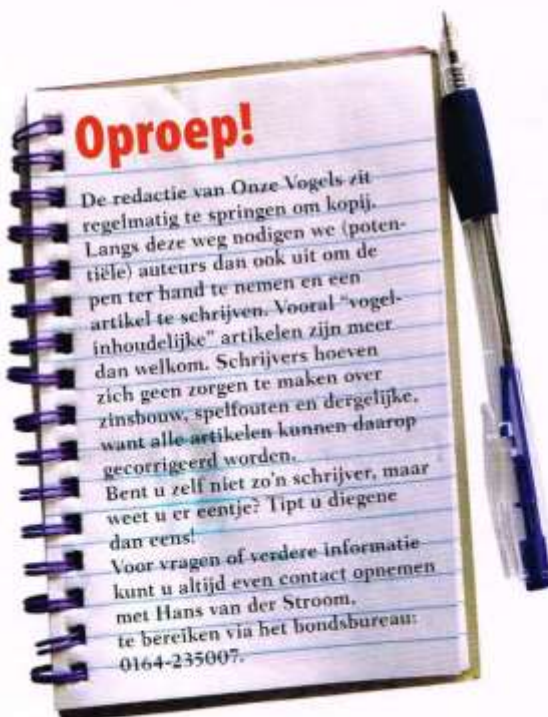 Oproep!
De redactie van Onze Vogels zit
regelmatig te springen om kopij.
Langs deze weg nodigen we (poten-
tiële) auteurs dan ook uit om de
pen ter hand te nemen en een
artikel te schrijven. Vooral “vogel-
inhoudelijke” artikelen zijn meer
dan welkom. Schrijvers hoeven
zich geen zorgen te maken over
zinsbouw, spelfouten en dergelijke,
want alle artikelen kunnen daarop
gecorrigeerd worden.
Bent u zelf niet zo'n schrijver, maar
weet u er eentje? Tipt u diegene
dan eens!
Voor vragen of verdere informatie
kunt u altijd even contact opnemen
met Hans van der Stroom,
te bereiken via het bondsbureau:
0164-235007.